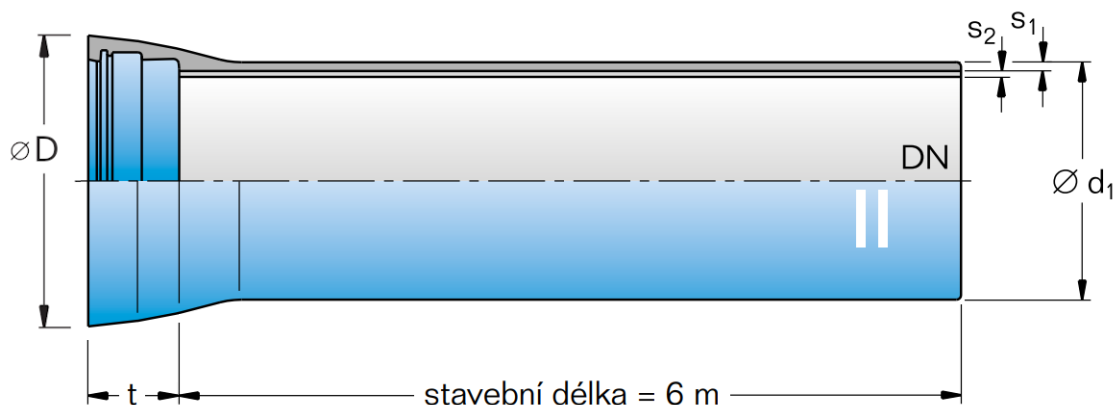 s₂
s₁
⌀D
DN
Ø d₁
t
stavební délka = 6 m